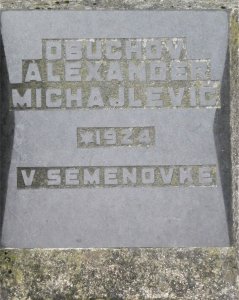 OBUCHOV
ALEXANDER
MICHAJLEVIČ
*1924
V SEMENOVKE